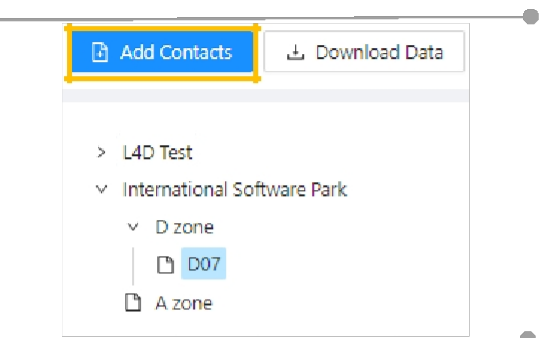 Add Contacts Download Data
L4D Test
International Software Park
D zone
D07
A zone